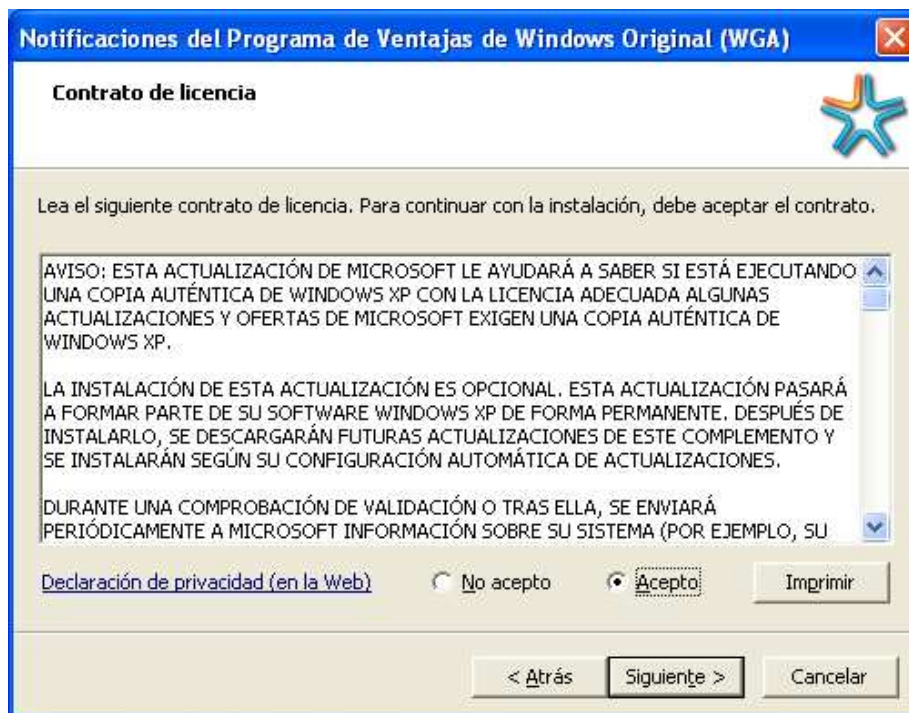 Notificaciones del Programa de Ventajas de Windows Original (WGA)
Contrato de licencia
Lea el siguiente contrato de licencia. Para continuar con la instalación, debe aceptar el contrato.
AVISO: ESTA ACTUALIZACIÓN DE MICROSOFT LE AYUDARÁ A SABER SI ESTÁ EJECUTANDO
UNA COPIA AUTÉNTICA DE WINDOWS XP CON LA LICENCIA ADECUADA ALGUNAS
ACTUALIZACIONES Y OFERTAS DE MICROSOFT EXIGEN UNA COPIA AUTÉNTICA DE
WINDOWS XP.
LA INSTALACIÓN DE ESTA ACTUALIZACIÓN ES OPCIONAL. ESTA ACTUALIZACIÓN PASARÁ
A FORMAR PARTE DE SU SOFTWARE WINDOWS XP DE FORMA PERMANENTE. DESPUÉS DE
INSTALARLO, SE DESCARGARÁN FUTURAS ACTUALIZACIONES DE ESTE COMPLEMENTO Y
SE INSTALARÁN SEGÚN SU CONFIGURACIÓN AUTOMÁTICA DE ACTUALIZACIONES.
DURANTE UNA COMPROBACIÓN DE VALIDACIÓN O TRAS ELLA, SE ENVIARÁ
PERIÓDICAMENTE A MICROSOFT INFORMACIÓN SOBRE SU SISTEMA (POR EJEMPLO, SU
Declaración de privacidad (en la Web) No acepto Acepto Imprimir
< Atrás Siguiente > Cancelar